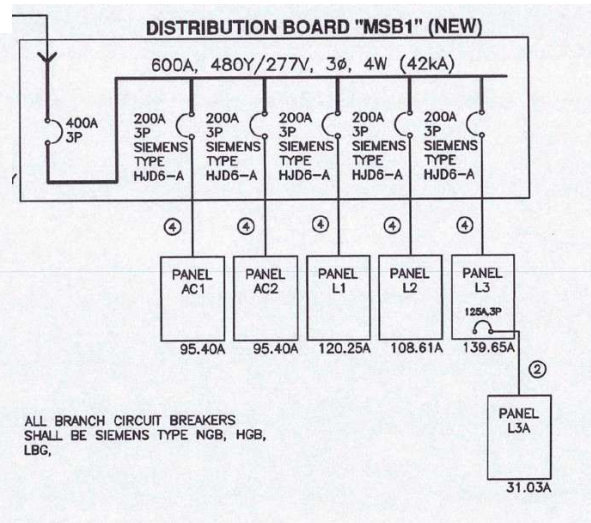 DISTRIBUTION BOARD "MSB1" (NEW)
600A, 480Y/277V, 3ø, 4W (42kA)
400A
3P
200A
3P
SIEMENS
TYPE
HJD6-A
200A
3P
SIEMENS
TYPE
HJD6-A
200A
3P
SIEMENS
TYPE
HJD6-A
200A
3P
SIEMENS
TYPE
HJD6-A
200A
3P
SIEMENS
TYPE
HJD6-A
4
4
4
4
4
PANEL
AC1
95.40A
PANEL
AC2
95.40A
PANEL
L1
120.25A
PANEL
L2
108.61A
PANEL
L3
125A,3P
139.65A
2
PANEL
L3A
31.03A
ALL BRANCH CIRCUIT BREAKERS
SHALL BE SIEMENS TYPE NGB, HGB,
LBG,